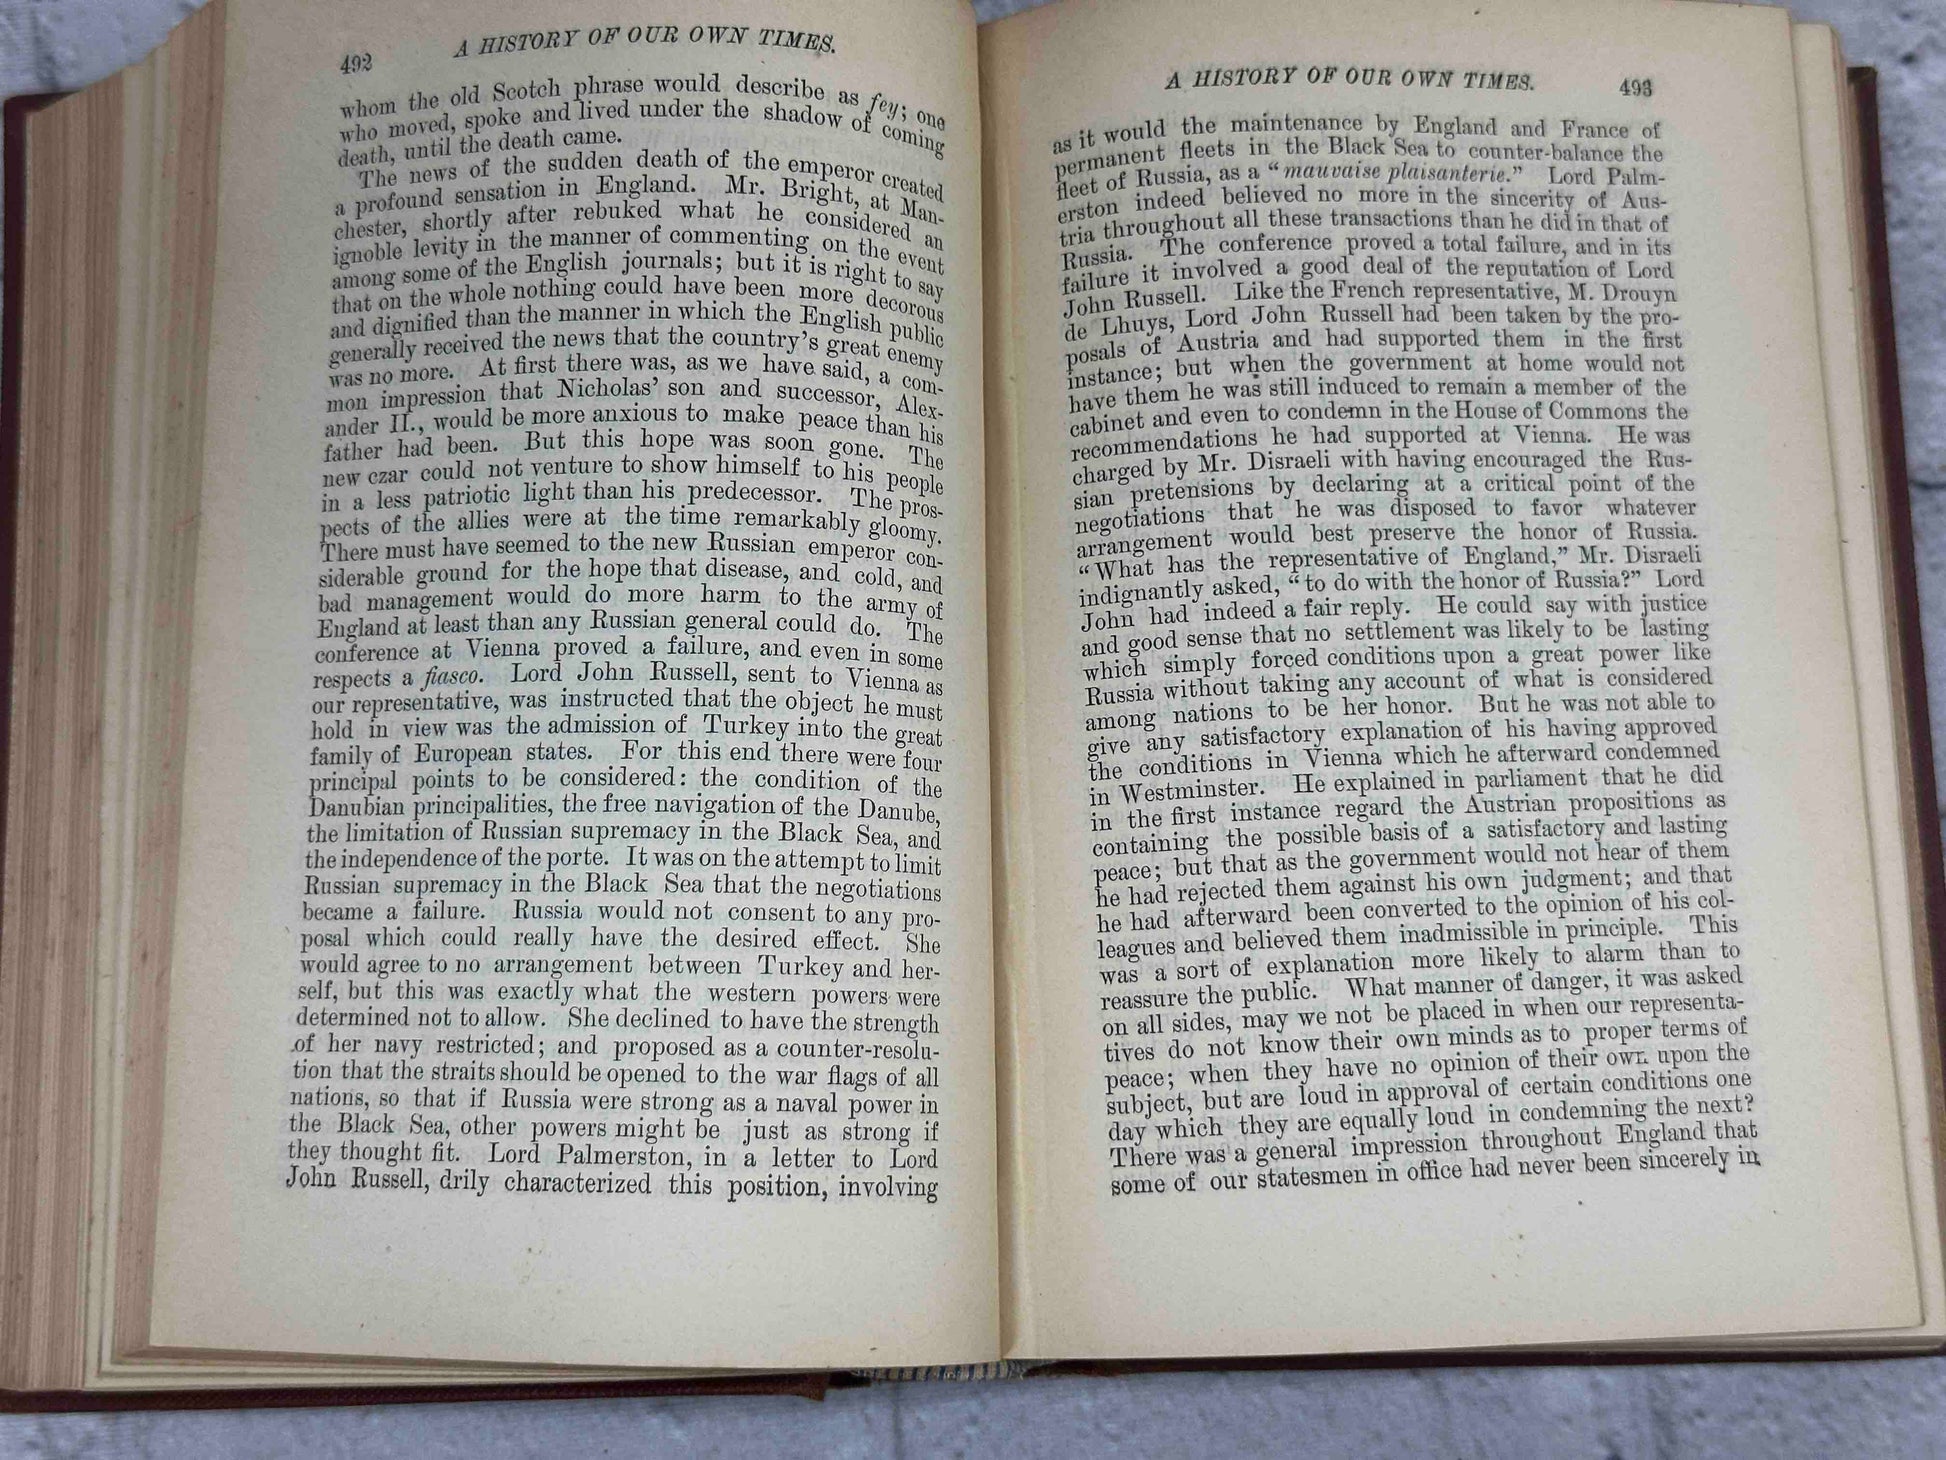 492
A HISTORY OF OUR OWN TIMES.
whom the old Scotch phrase would describe as fey; one
who moved, spoke and lived under the shadow of coming
death, until the death came.
The news of the sudden death of the emperor created
a profound sensation in England. Mr. Bright, at Man-
chester, shortly after rebuked what he considered an
ignoble levity in the manner of commenting on the event
among some of the English journals; but it is right to say
that on the whole nothing could have been more decorous
and dignified than the manner in which the English public
generally received the news that the country's great enemy
was no more. At first there was, as we have said, a com-
mon impression that Nicholas' son and successor, Alex-
ander II., would be more anxious to make peace than his
father had been. But this hope was soon gone. The
new czar could not venture to show himself to his people
in a less patriotic light than his predecessor. The pros-
pects of the allies were at the time remarkably gloomy.
There must have seemed to the new Russian emperor con-
siderable ground for the hope that disease, and cold, and
bad management would do more harm to the army of
England at least than any Russian general could do. The
conference at Vienna proved a failure, and even in some
respects a fiasco. Lord John Russell, sent to Vienna as
our representative, was instructed that the object he must
hold in view was the admission of Turkey into the great
family of European states. For this end there were four
principal points to be considered: the condition of the
Danubian principalities, the free navigation of the Danube,
the limitation of Russian supremacy in the Black Sea, and
the independence of the porte. It was on the attempt to limit
Russian supremacy in the Black Sea that the negotiations
became a failure. Russia would not consent to any pro-
posal which could really have the desired effect. She
would agree to no arrangement between Turkey and her-
self, but this was exactly what the western powers were
determined not to allow. She declined to have the strength
of her navy restricted; and proposed as a counter-resolu-
tion that the straits should be opened to the war flags of all
nations, so that if Russia were strong as a naval power in
the Black Sea, other powers might be just as strong if
they thought fit. Lord Palmerston, in a letter to Lord
John Russell, drily characterized this position, involving
A HISTORY OF OUR OWN TIMES.
493
as it would the maintenance by England and France of
permanent fleets in the Black Sea to counter-balance the
fleet of Russia, as a "mauvaise plaisanterie." Lord Palm-
erston indeed believed no more in the sincerity of Aus-
tria throughout all these transactions than he did in that of
Russia. The conference proved a total failure, and in its
failure it involved a good deal of the reputation of Lord
John Russell. Like the French representative, M. Drouyn
de Lhuys, Lord John Russell had been taken by the pro-
posals of Austria and had supported them in the first
instance; but when the government at home would not
have them he was still induced to remain a member of the
cabinet and even to condemn in the House of Commons the
recommendations he had supported at Vienna. He was
charged by Mr. Disraeli with having encouraged the Rus-
sian pretensions by declaring at a critical point of the
negotiations that he was disposed to favor whatever
arrangement would best preserve the honor of Russia.
"What has the representative of England," Mr. Disraeli
indignantly asked, "to do with the honor of Russia?" Lord
John had indeed a fair reply. He could say with justice
and good sense that no settlement was likely to be lasting
which simply forced conditions upon a great power like
Russia without taking any account of what is considered
among nations to be her honor. But he was not able to
give any satisfactory explanation of his having approved
the conditions in Vienna which he afterward condemned
in Westminster. He explained in parliament that he did
in the first instance regard the Austrian propositions as
containing the possible basis of a satisfactory and lasting
peace; but that as the government would not hear of them
he had rejected them against his own judgment; and that
he had afterward been converted to the opinion of his col-
leagues and believed them inadmissible in principle. This
was a sort of explanation more likely to alarm than to
reassure the public. What manner of danger, it was asked
on all sides, may we not be placed in when our representa-
tives do not know their own minds as to proper terms of
peace; when they have no opinion of their own upon the
subject, but are loud in approval of certain conditions one
day which they are equally loud in condemning the next?
There was a general impression throughout England that
some of our statesmen in office had never been sincerely in